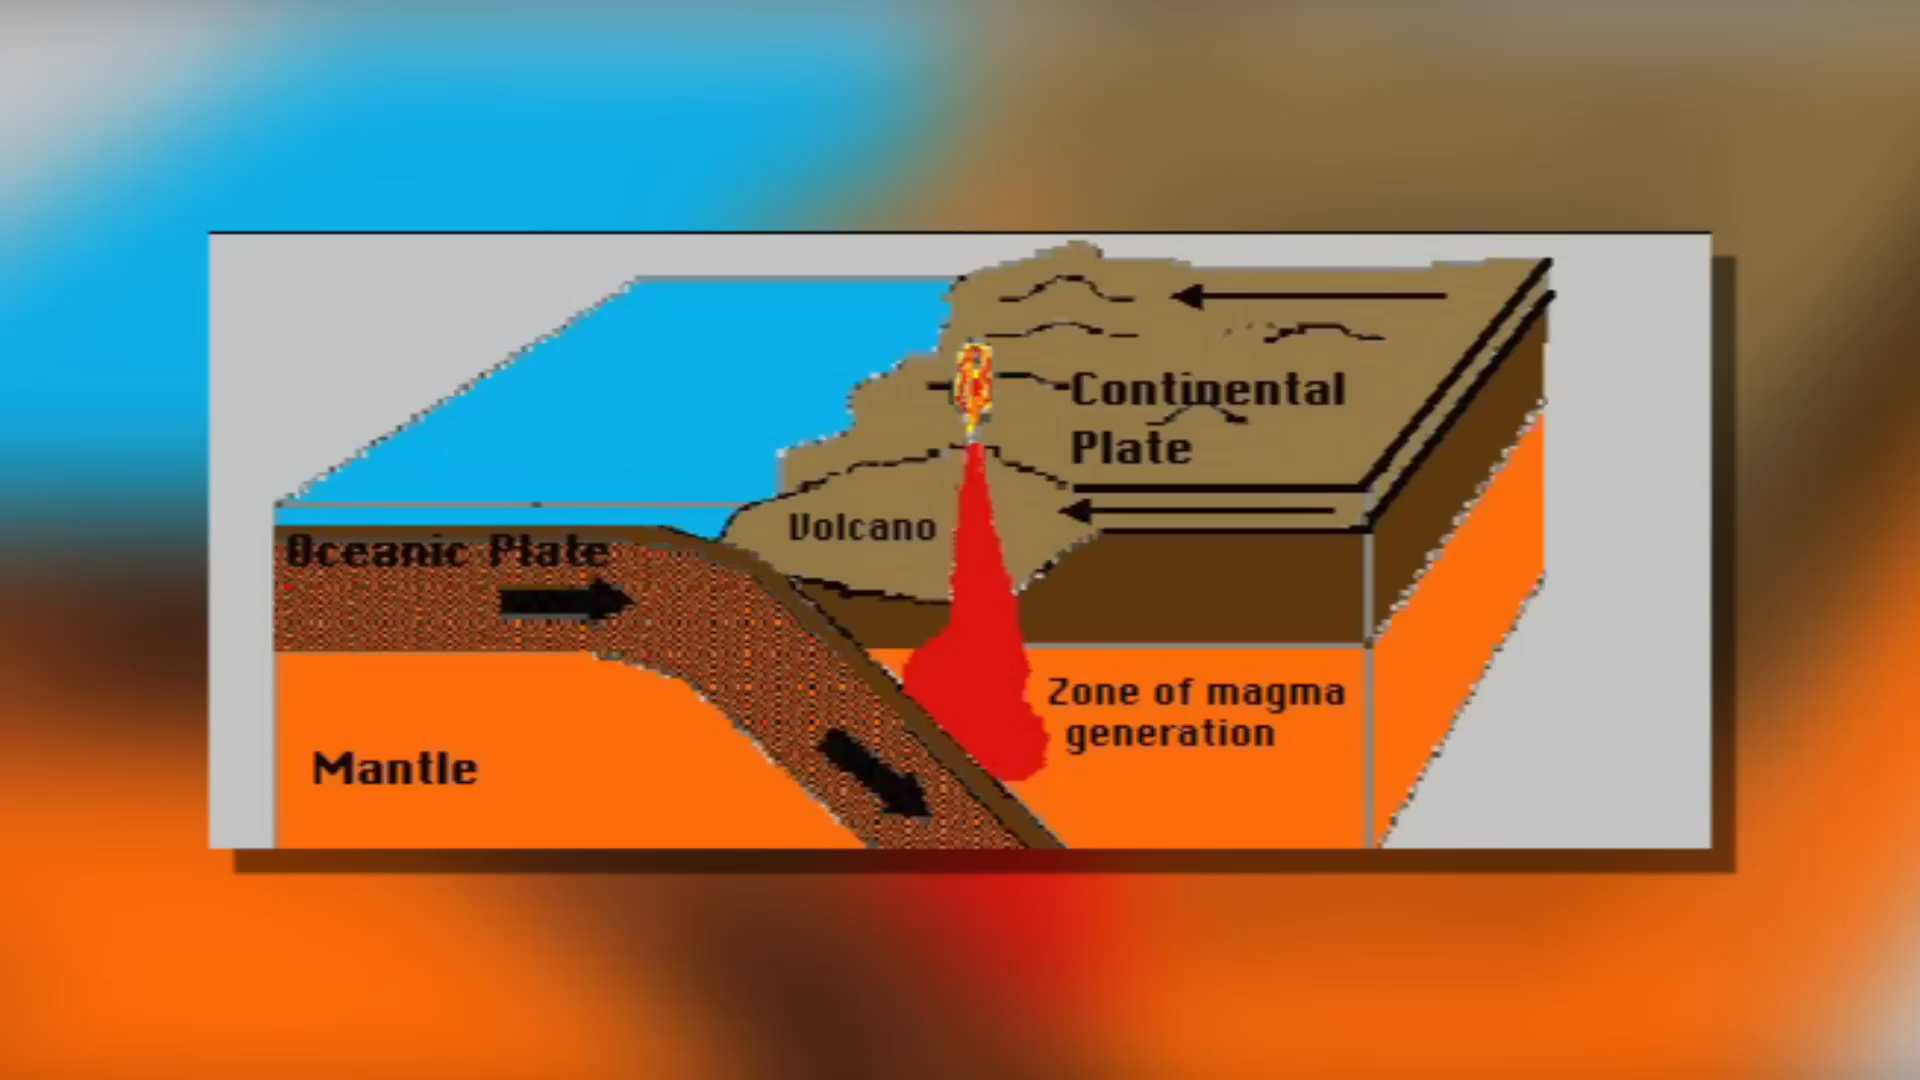 Continental
Plate
Volcano
Oceanic Plate
Zone of magma
generation
Mantle